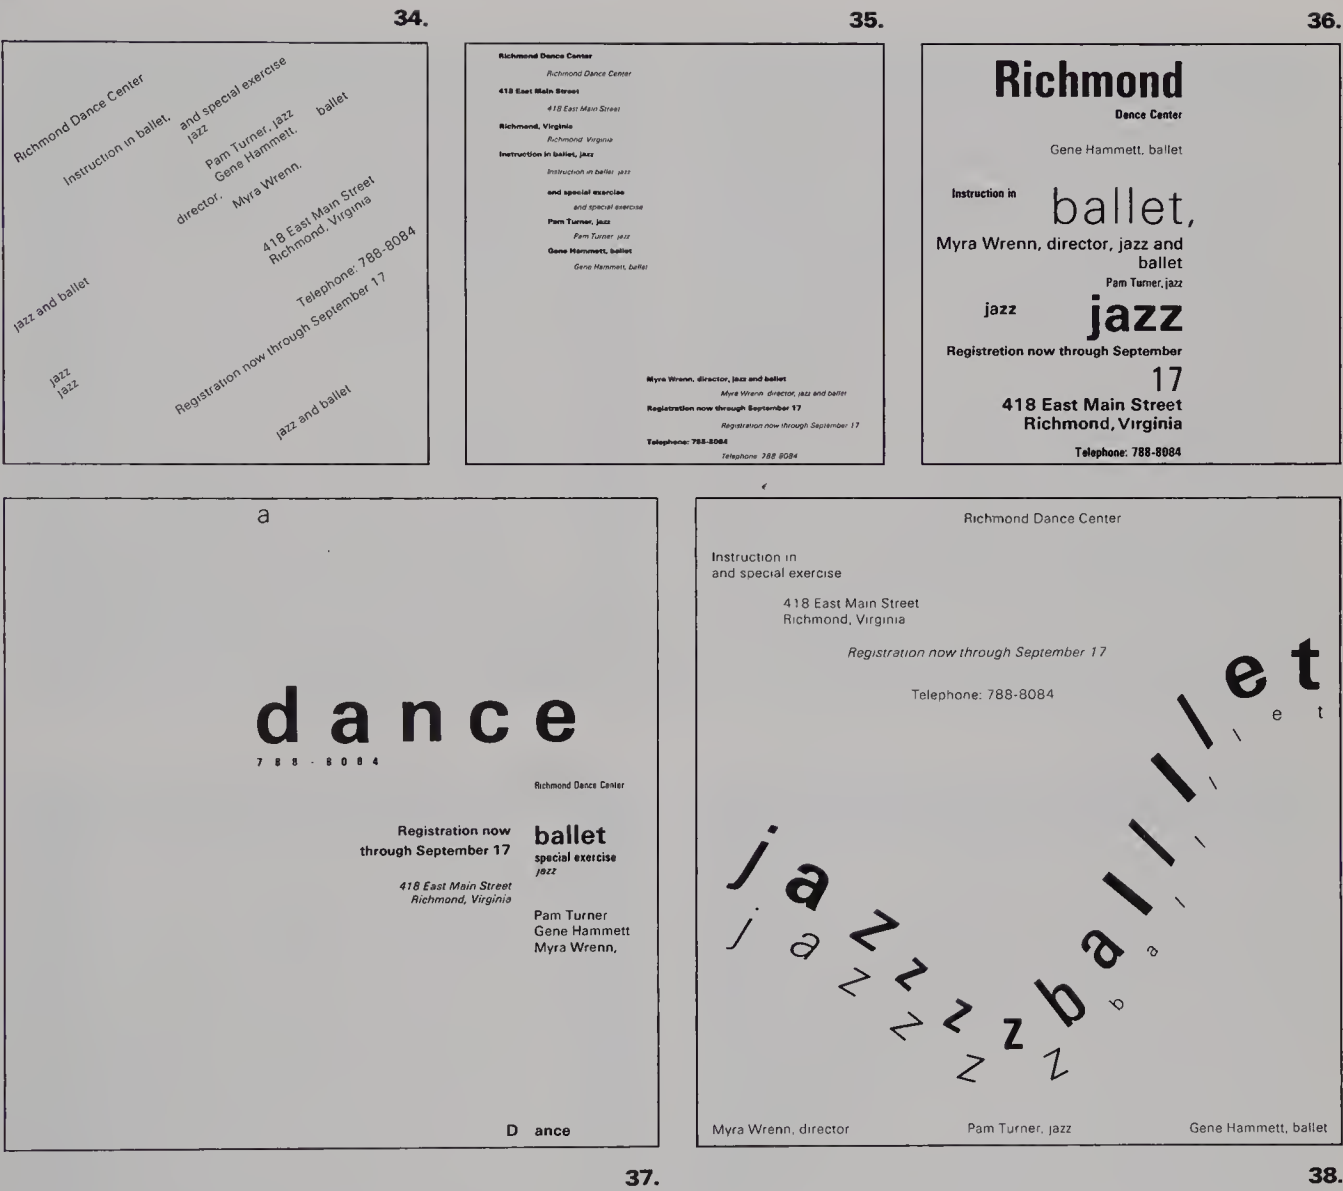 34.
35.
36.
Richmond Dance Center
Instruction in ballet,
and special exercise
jazz
Pam Turner, jazz
Gene Hammett,
ballet
director,
Myra Wrenn,
418 East Main Street
Richmond, Virginia
Telephone: 788-8084
Registration now through September 17
jazz and ballet
jazz
jazz
jazz and ballet
Richmond Dance Center
Richmond Dance Center
418 East Main Street
418 East Main Street
Richmond, Virginia
Richmond Virginia
Instruction in ballet, jazz
Instruction in ballet jazz
and special exercise
and special exercise
Pam Turner, jazz
Pam Turner jazz
Gene Hammett, ballet
Gene Hammett, ballet
Myra Wrenn, director, jazz and ballet
Myra Wrenn director, jazz and ballet
Registration now through September 17
Registration now through September 17
Telephone: 788-8084
Telephone 788 8084
Richmond
Dance Center
Gene Hammett, ballet
Instruction in ballet,
Myra Wrenn, director, jazz and
ballet
Pam Turner, jazz
jazz jazz
Registretion now through September
17
418 East Main Street
Richmond, Virginia
Telephone: 788-8084
a
dance
788-8084
Richmond Dance Center
Registration now
through September 17
418 East Main Street
Richmond, Virginia
ballet
special exercise
jazz
Pam Turner
Gene Hammett
Myra Wrenn,
D ance
Richmond Dance Center
Instruction in
and special exercise
418 East Main Street
Richmond, Virginia
Registration now through September 17
Telephone: 788-8084
jazzzzballlllet
jazzzzzballlllet
Myra Wrenn, director
Pam Turner, jazz
Gene Hammett, ballet
37.
38.